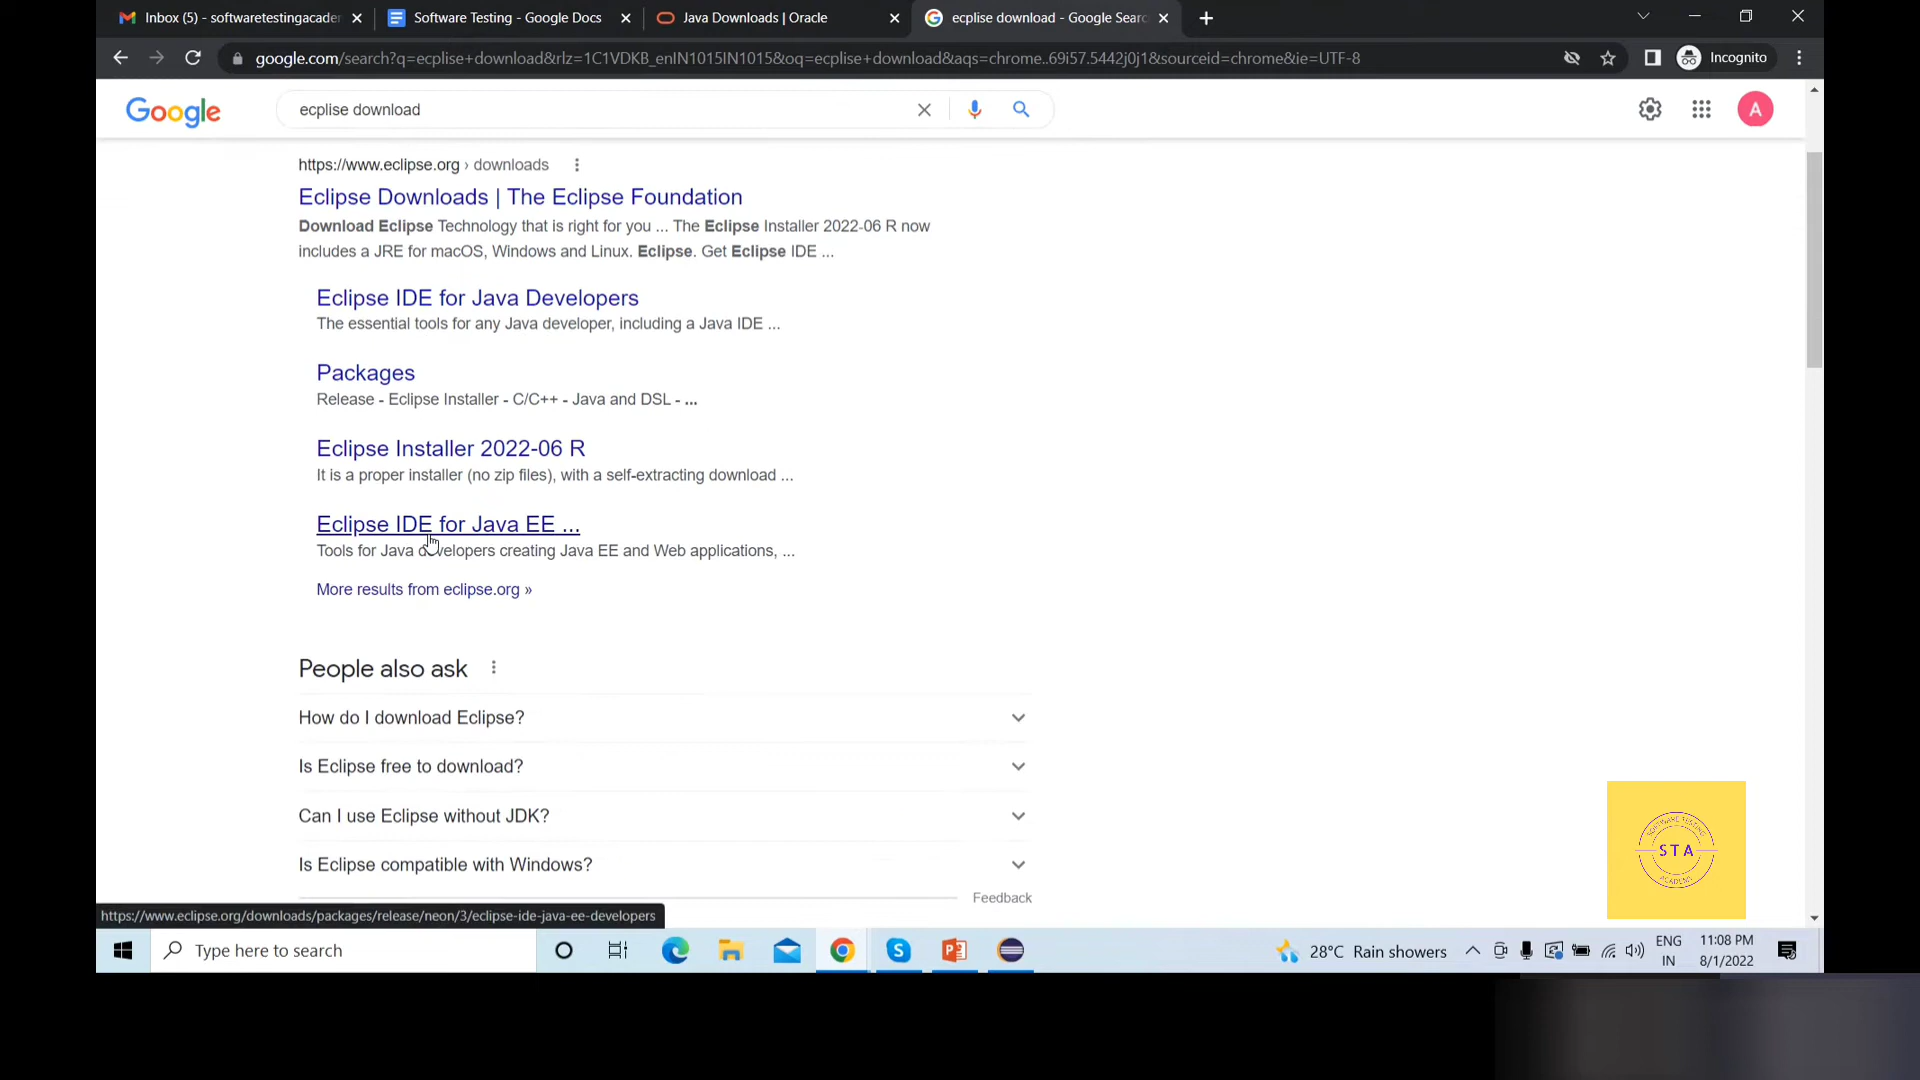 Inbox (5) - softwaretestingacader
Software Testing - Google Docs
Java Downloads | Oracle
ecplise download - Google Searc
google.com/search?q=ecplise+download&rlz=1C1VDKB_enIN1015IN1015&oq=ecplise+download&aqs=chrome..69i57.5442j0j1&sourceid=chrome&ie=UTF-8
Incognito
Google
ecplise download
A
https://www.eclipse.org › downloads
Eclipse Downloads | The Eclipse Foundation
Download Eclipse Technology that is right for you ... The Eclipse Installer 2022-06 R now
includes a JRE for macOS, Windows and Linux. Eclipse. Get Eclipse IDE ...
Eclipse IDE for Java Developers
The essential tools for any Java developer, including a Java IDE ...
Packages
Release - Eclipse Installer - C/C++ - Java and DSL - ...
Eclipse Installer 2022-06 R
It is a proper installer (no zip files), with a self-extracting download ...
Eclipse IDE for Java EE ...
Tools for Java developers creating Java EE and Web applications, ...
More results from eclipse.org »
People also ask
How do I download Eclipse?
Is Eclipse free to download?
Can I use Eclipse without JDK?
Is Eclipse compatible with Windows?
Feedback
SOFTWARE TESTING
STA
ACADEMY
https://www.eclipse.org/downloads/packages/release/neon/3/eclipse-ide-java-ee-developers
Type here to search
28°C Rain showers
ENG
IN
11:08 PM
8/1/2022